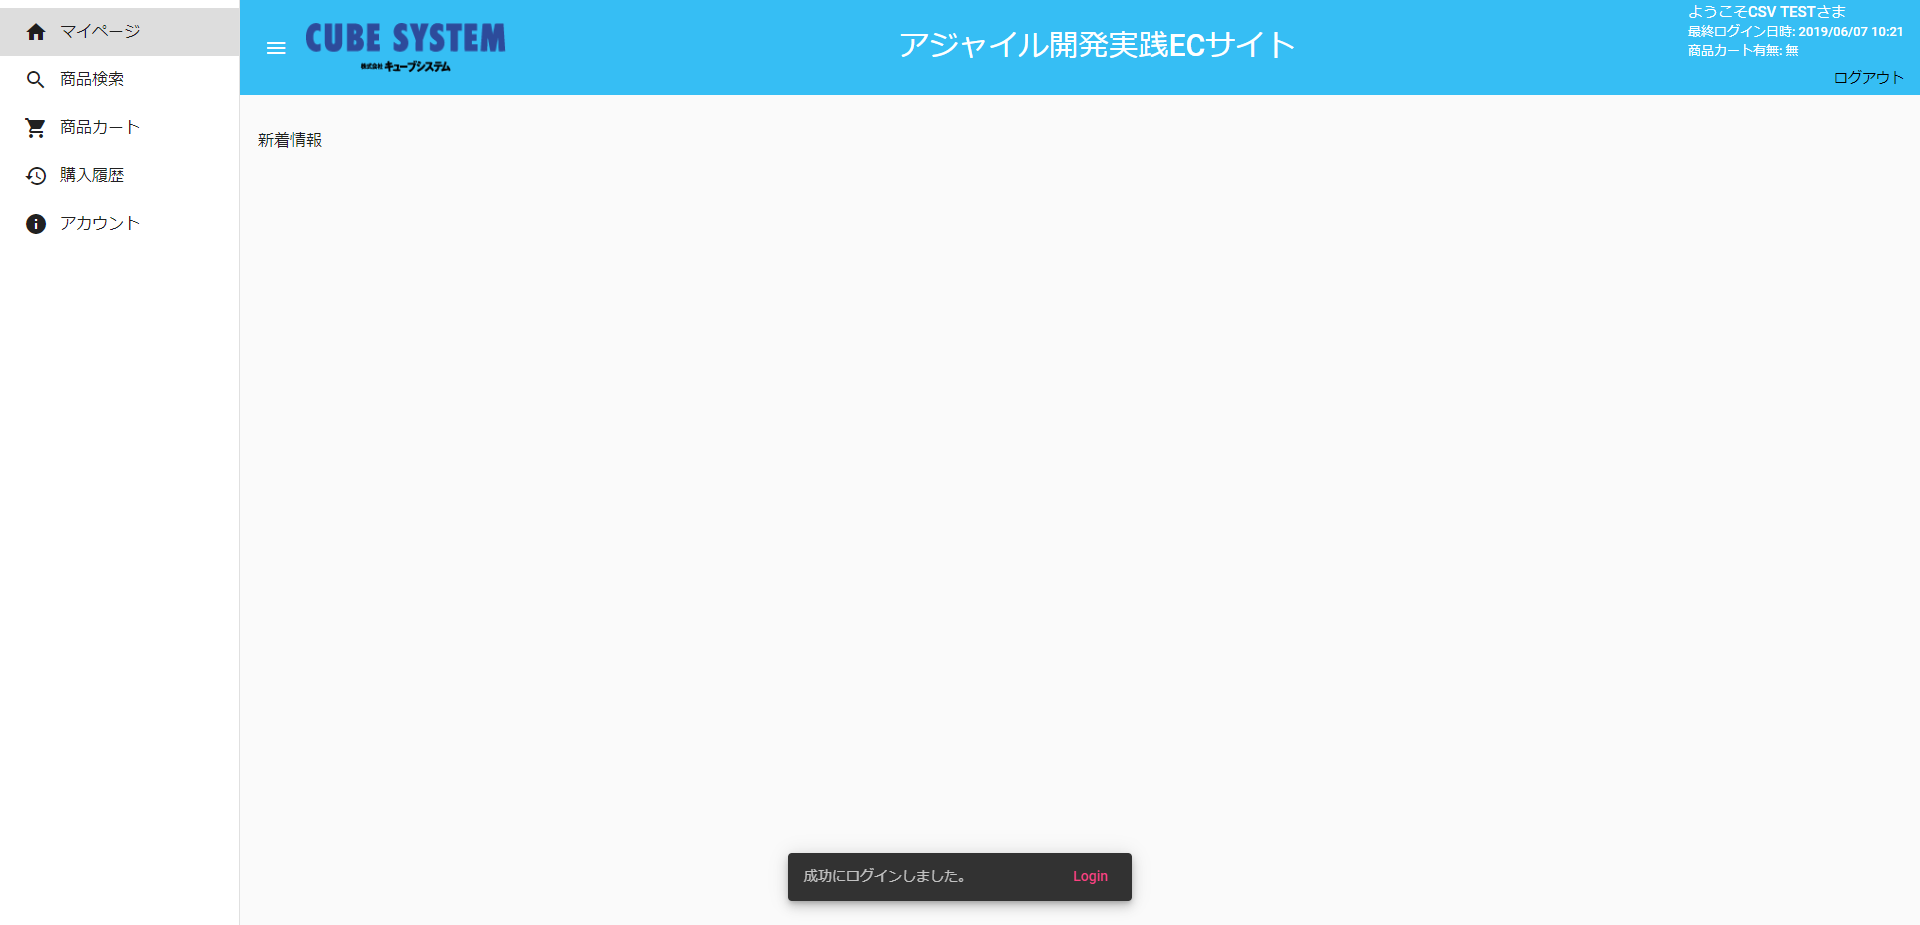 マイページ
商品検索
商品カート
購入履歴
アカウント
CUBE SYSTEM
株式会社 キューブシステム
アジャイル開発実践ECサイト
ようこそCSV TESTさま
最終ログイン日時: 2019/06/07 10:21
商品カート有無: 無
ログアウト
新着情報
成功にログインしました。 Login